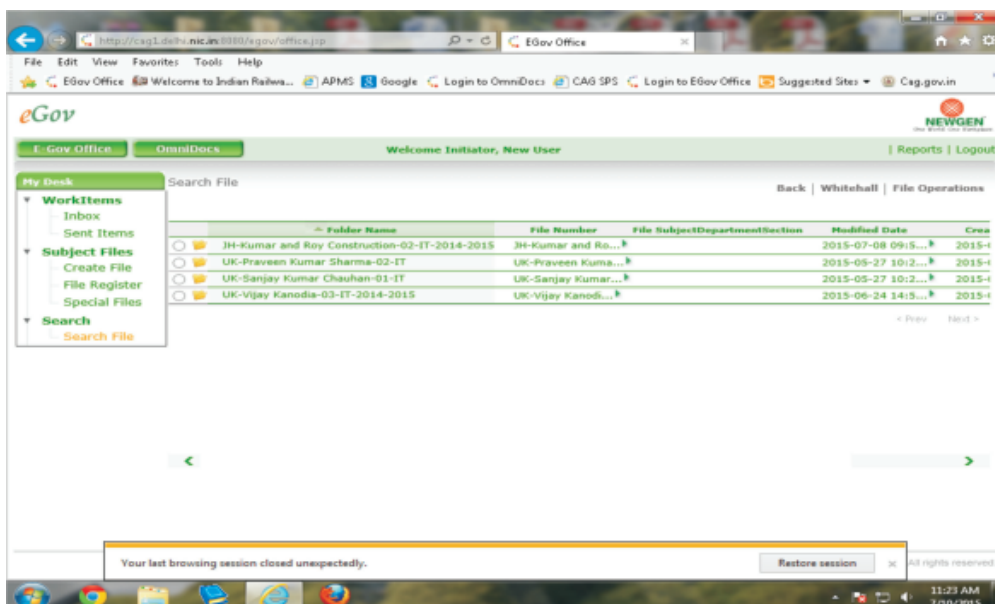 http://cag1.delhi.nic.in:8080/egov/office.jsp
EGov Office
File Edit View Favorites Tools Help
EGov Office Welcome to Indian Railwa... APMS Google Login to OmniDocs CAG SPS Login to EGov Office Suggested Sites Cag.gov.in
eGov
NEWGEN
E-Gov Office OmniDocs Welcome Initiator, New User | Reports | Logout
My Desk
Search File
Back | Whitehall | File Operations
WorkItems
Inbox
Sent Items
Subject Files
Create File
File Register
Special Files
Search
Search File
Folder Name File Number File SubjectDepartmentSection Modified Date Crea
JH-Kumar and Roy Construction-02-IT-2014-2015 JH-Kumar and Ro... 2015-07-08 09:5... 2015-
UK-Praveen Kumar Sharma-02-IT UK-Praveen Kuma... 2015-05-27 10:2... 2015-
UK-Sanjay Kumar Chauhan-01-IT UK-Sanjay Kumar... 2015-05-27 10:2... 2015-
UK-Vijay Kanodia-03-IT-2014-2015 UK-Vijay Kanodi... 2015-06-24 14:5... 2015-
< Prev Next >
Your last browsing session closed unexpectedly. Restore session × All rights reserved
11:23 AM
7/10/2015